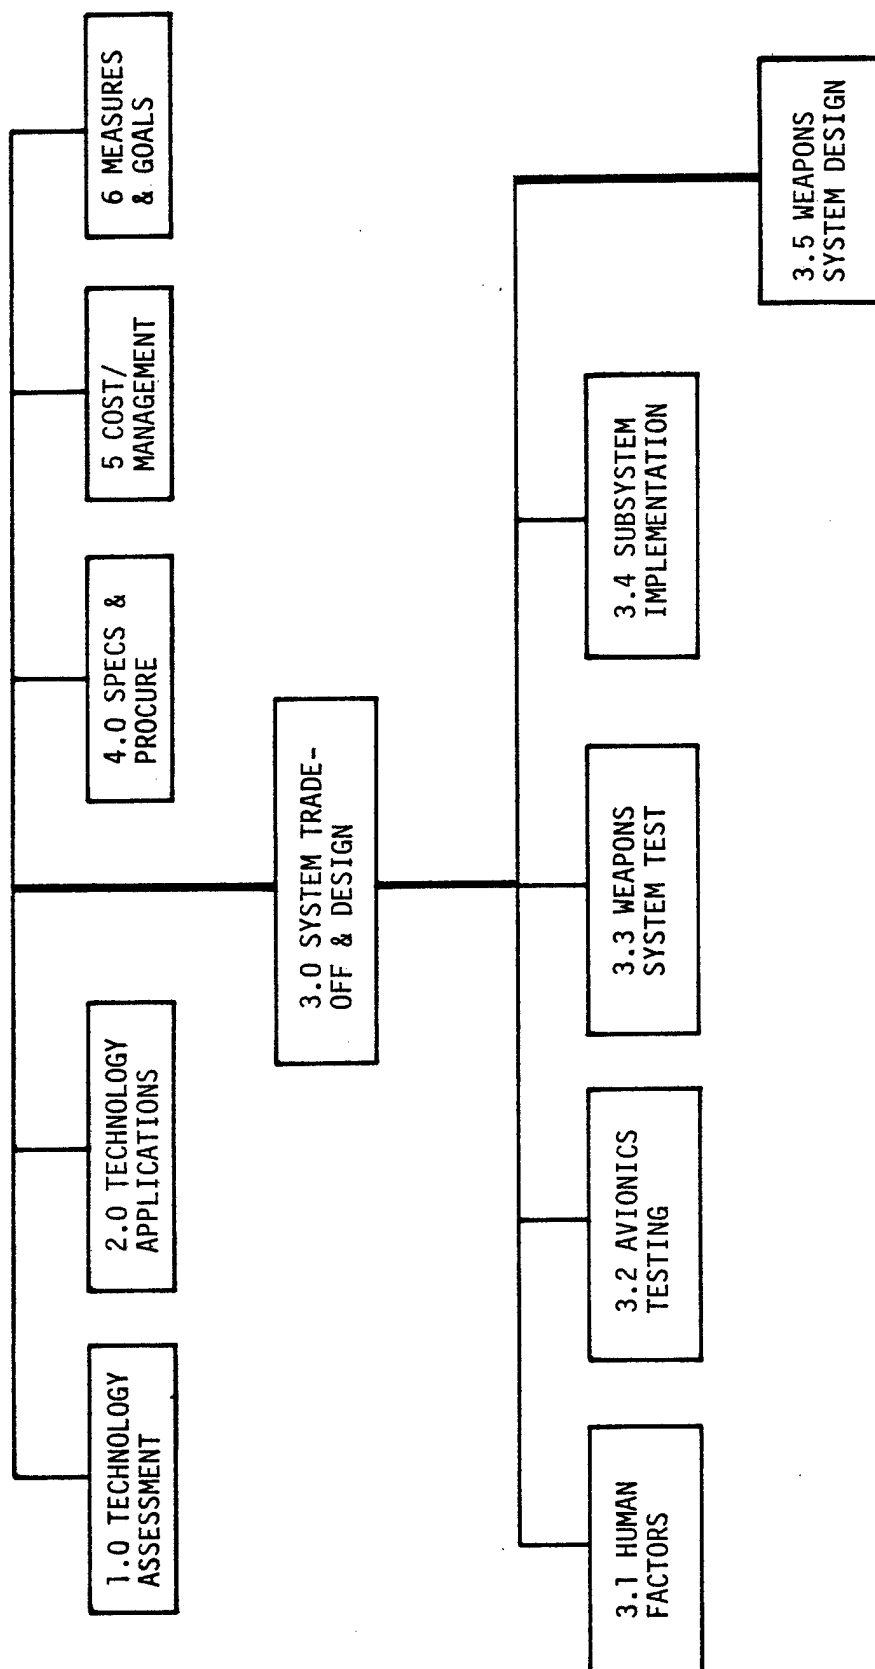 1.0 TECHNOLOGY
ASSESSMENT
2.0 TECHNOLOGY
APPLICATIONS
4.0 SPECS &
PROCURE
5 COST/
MANAGEMENT
6 MEASURES
& GOALS
3.0 SYSTEM TRADE-
OFF & DESIGN
3.1 HUMAN
FACTORS
3.2 AVIONICS
TESTING
3.3 WEAPONS
SYSTEM TEST
3.4 SUBSYSTEM
IMPLEMENTATION
3.5 WEAPONS
SYSTEM DESIGN